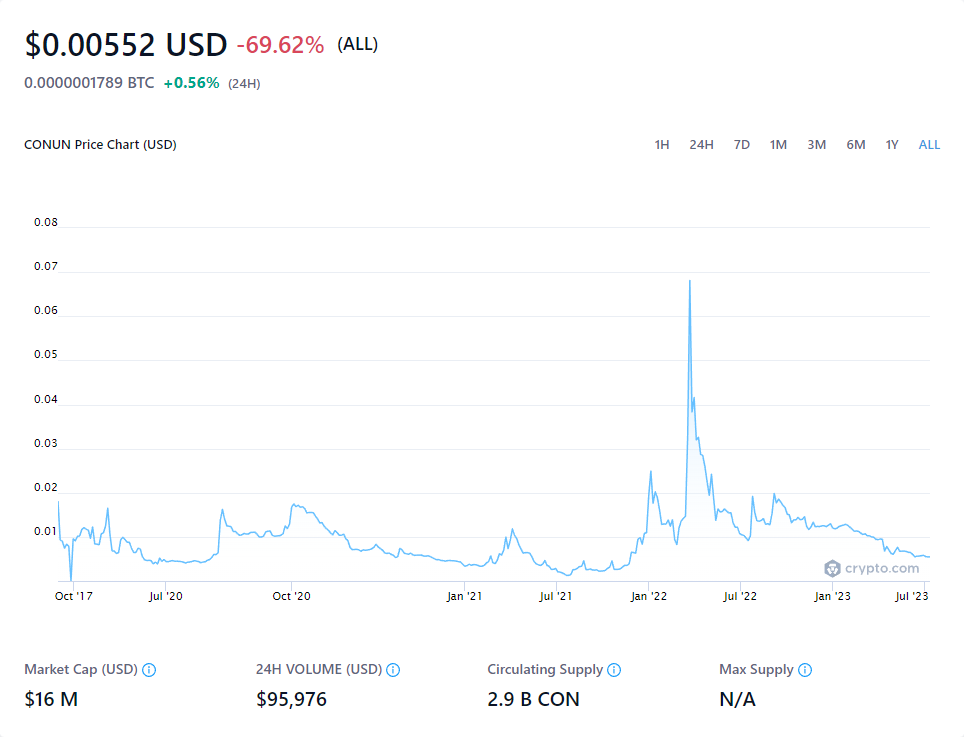 $0.00552 USD -69.62% (ALL)
0.0000001789 BTC +0.56% (24H)
CONUN Price Chart (USD) 1H 24H 7D 1M 3M 6M 1Y ALL
0.08
0.07
0.06
0.05
0.04
0.03
0.02
0.01
crypto.com
Oct '17 Jul '20 Oct '20 Jan '21 Jul '21 Jan '22 Jul '22 Jan '23 Jul '23
Market Cap (USD) 24H VOLUME (USD) Circulating Supply Max Supply
$16 M $95,976 2.9 B CON N/A